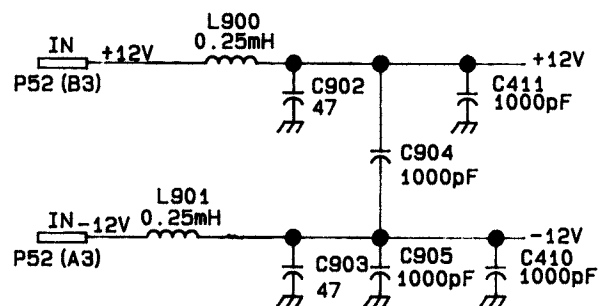 L900
0.25mH
IN
+12V
P52 (B3)
+12V
C902
47
C411
1000pF
C904
1000pF
L901
0.25mH
IN
-12V
P52 (A3)
-12V
C903
47
C905
1000pF
C410
1000pF